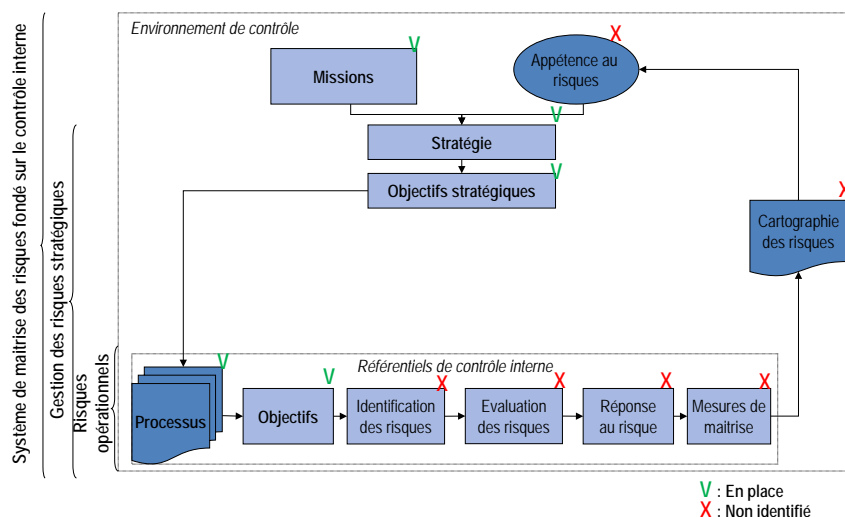 Système de maitrise des risques fondé sur le contrôle interne
Gestion des risques stratégiques
Risques
opérationnels
Environnement de contrôle
V
Missions
X
Appétence au
risques
V
Stratégie
V
Objectifs stratégiques
X
Cartographie
des risques
Référentiels de contrôle interne
V
Processus
V
Objectifs
X
Identification
des risques
X
Evaluation
des risques
X
Réponse
au risque
X
Mesures de
maitrise
V : En place
X : Non identifié